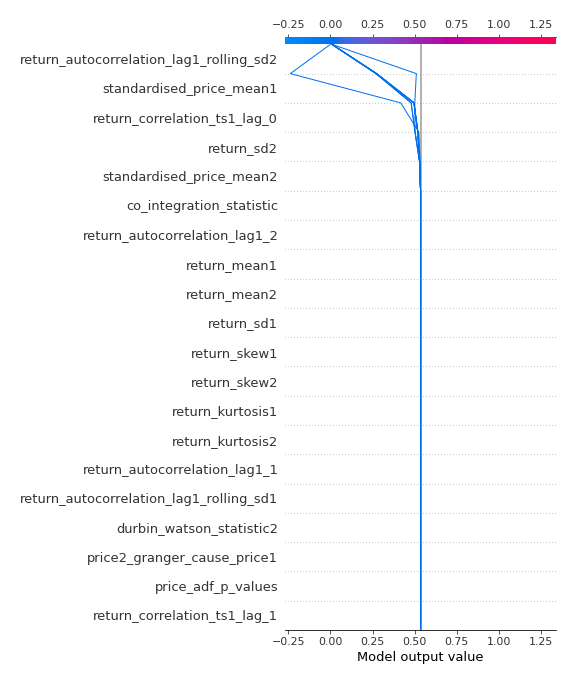 −0.25 0.00 0.25 0.50 0.75 1.00 1.25
return_autocorrelation_lag1_rolling_sd2
standardised_price_mean1
return_correlation_ts1_lag_0
return_sd2
standardised_price_mean2
co_integration_statistic
return_autocorrelation_lag1_2
return_mean1
return_mean2
return_sd1
return_skew1
return_skew2
return_kurtosis1
return_kurtosis2
return_autocorrelation_lag1_1
return_autocorrelation_lag1_rolling_sd1
durbin_watson_statistic2
price2_granger_cause_price1
price_adf_p_values
return_correlation_ts1_lag_1
−0.25 0.00 0.25 0.50 0.75 1.00 1.25
Model output value